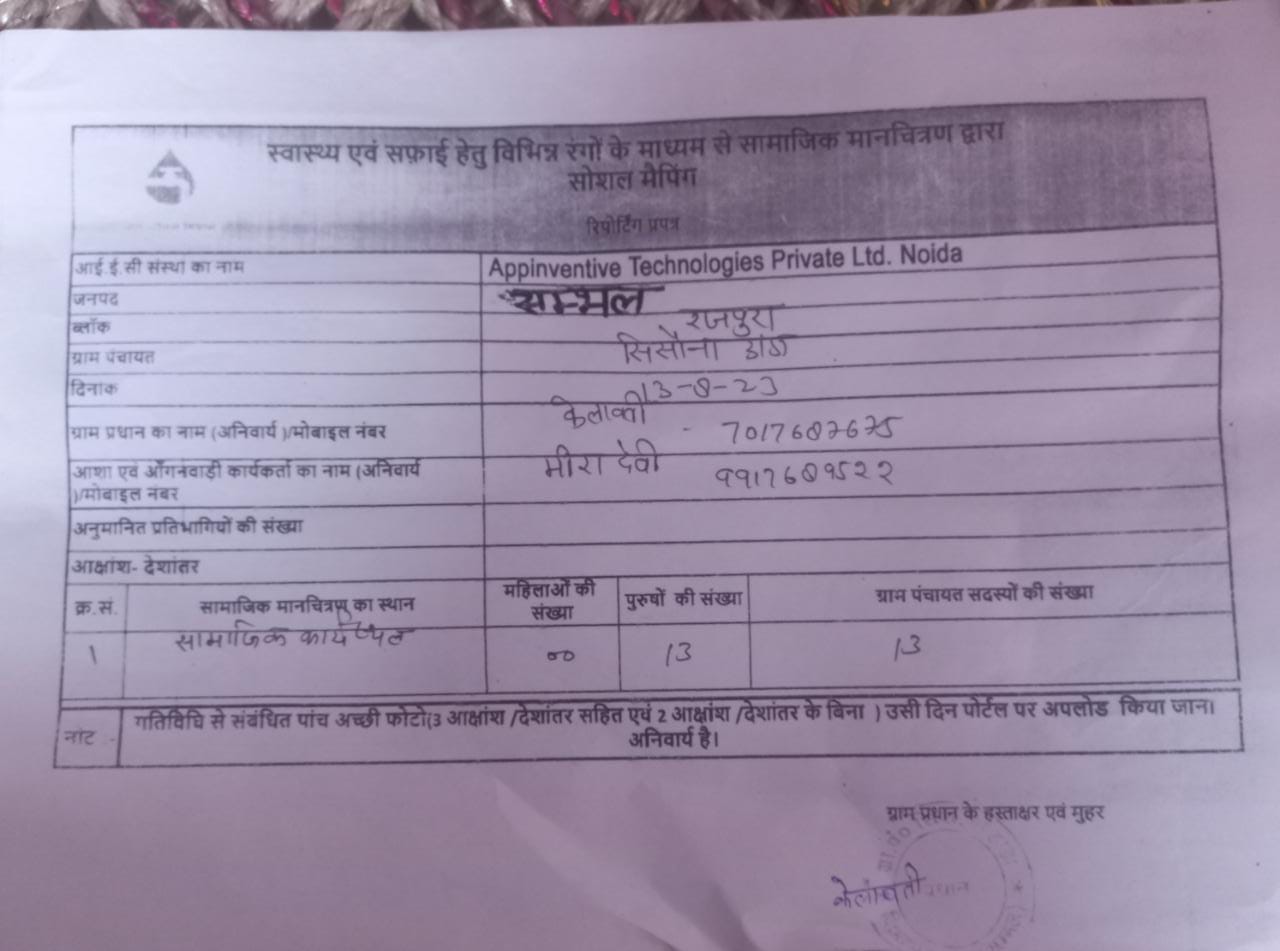 स्वास्थ्य एवं सफ़ाई हेतु विभिन्न रंगों के माध्यम से सामाजिक मानचित्रण द्वारा
सोशल मैपिंग
रिपोर्टिंग प्रपत्र
आई.ई.सी संस्था का नाम Appinventive Technologies Private Ltd. Noida
जनपद सम्भल
ब्लॉक रजपुरा
ग्राम पंचायत सिसौना डांडा
दिनाक 13-8-23
ग्राम प्रधान का नाम (अनिवार्य )/मोबाइल नंबर केलाक्ती - 7017687675
आशा एवं आँगनवाड़ी कार्यकर्ता का नाम (अनिवार्य
)/मोबाइल नंबर मीरा देवी 9917689522
अनुमानित प्रतिभागियों की संख्या
आक्षांश- देशांतर
क्र.सं. सामाजिक मानचित्रण का स्थान महिलाओं की संख्या पुरुषों की संख्या ग्राम पंचायत सदस्यों की संख्या
1 सामाजिक कार्य स्थल 00 13 13
नोट :- गतिविधि से संबंधित पांच अच्छी फोटो(3 आक्षांश /देशांतर सहित एवं 2 आक्षांश /देशांतर के बिना ) उसी दिन पोर्टल पर अपलोड किया जाना
अनिवार्य है।
ग्राम प्रधान के हस्ताक्षर एवं मुहर
केलावती